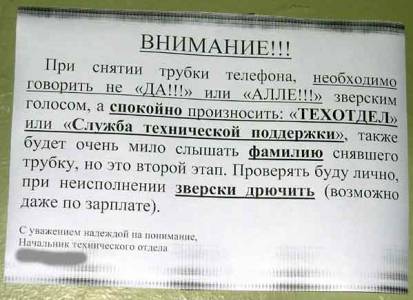 ВНИМАНИЕ!!!
При снятии трубки телефона, необходимо
говорить не «ДА!!!» или «АЛЛЕ!!!» зверским
голосом, а спокойно произносить: «ТЕХОТДЕЛ»
или «Служба технической поддержки», также
будет очень мило слышать фамилию снявшего
трубку, но это второй этап. Проверять буду лично,
при неисполнении зверски дрючить (возможно
даже по зарплате).
С уважением надеждой на понимание,
Начальник технического отдела